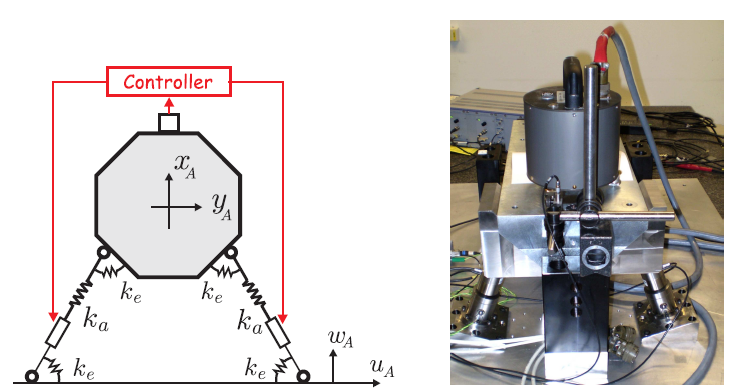 Controller
x_A
y_A
k_e k_e
k_a k_a
w_A
k_e k_e u_A